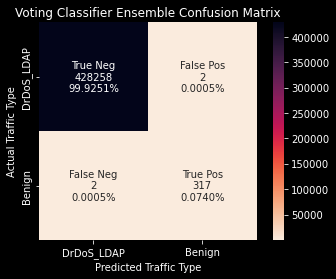 Voting Classifier Ensemble Confusion Matrix
Actual Traffic Type
DrDoS_LDAP
Benign
True Neg
428258
99.9251%
False Pos
2
0.0005%
False Neg
2
0.0005%
True Pos
317
0.0740%
DrDoS_LDAP
Benign
Predicted Traffic Type
400000
350000
300000
250000
200000
150000
100000
50000